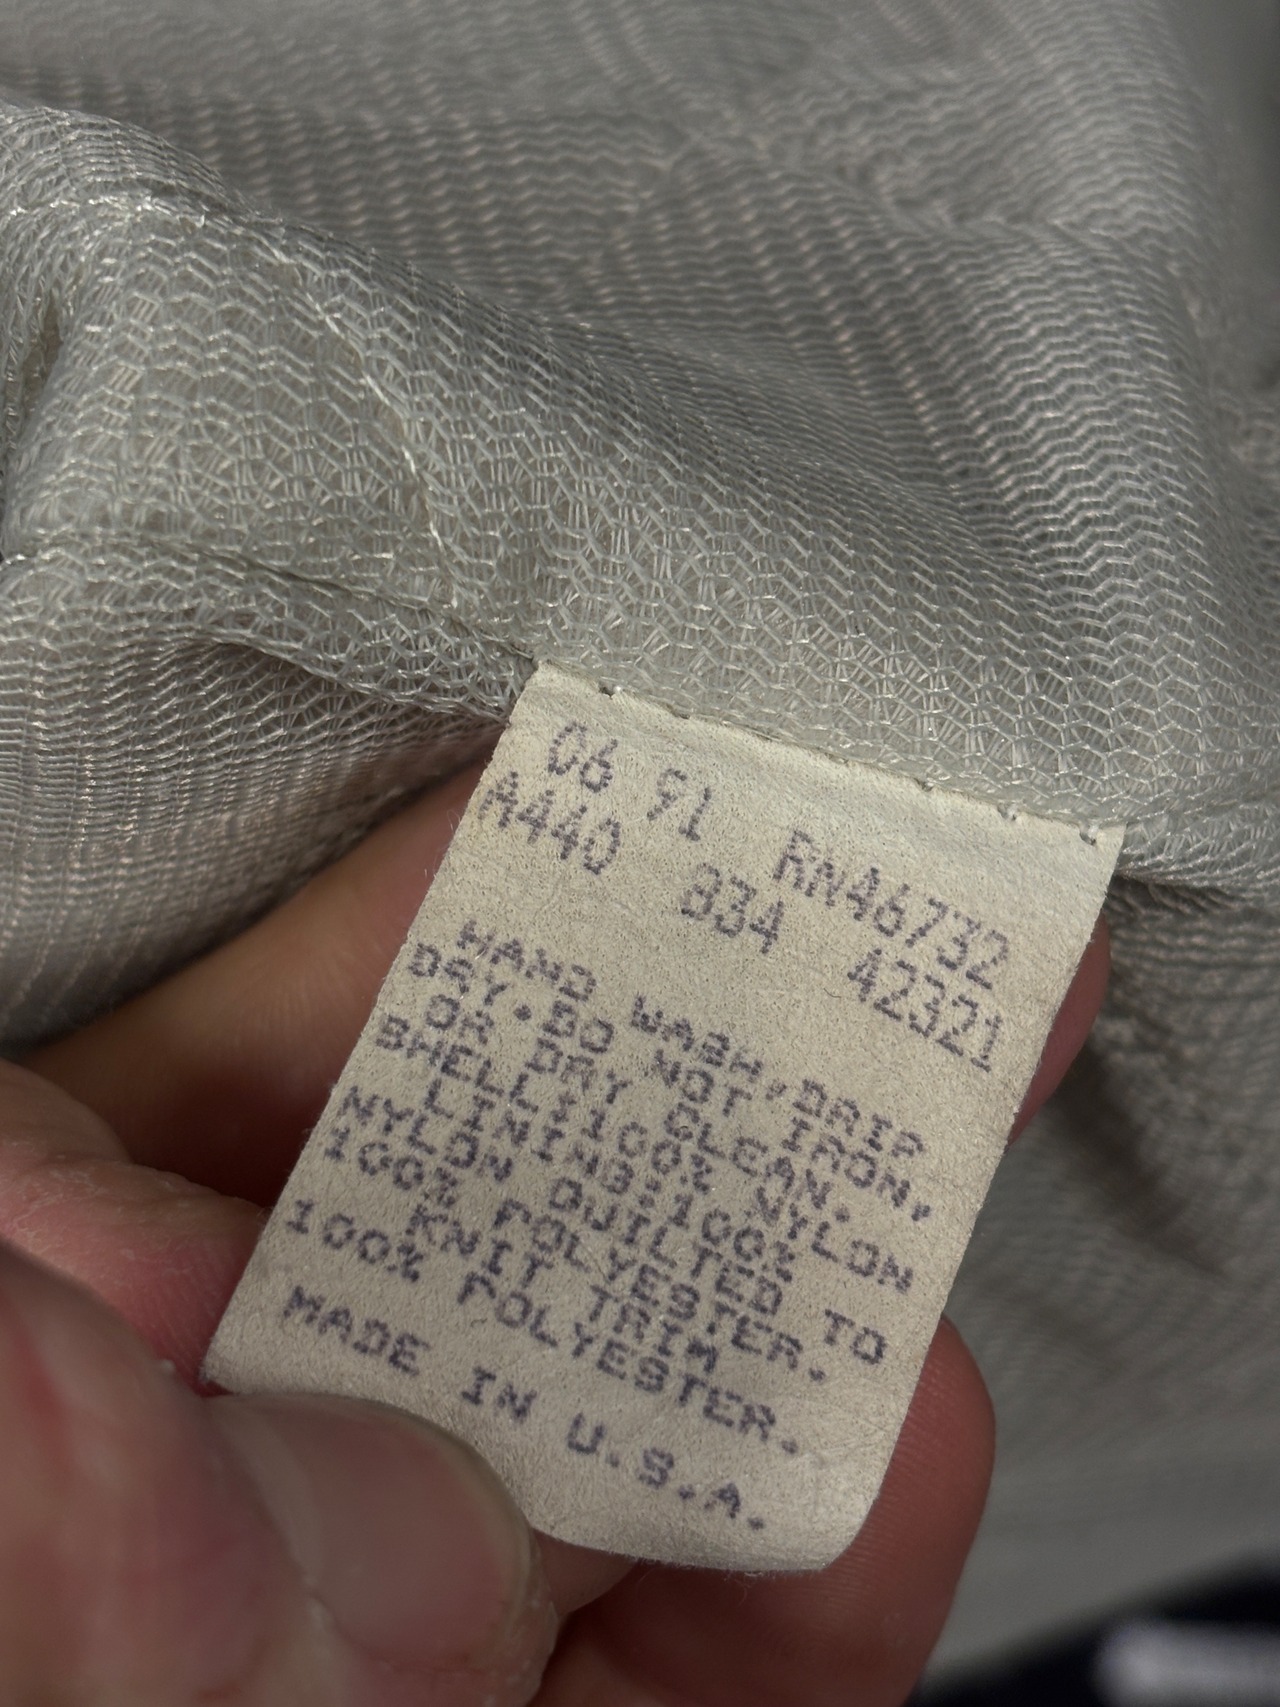 06 91 RN46732
A440 834 42321
HAND WASH, DRIP
DRY. DO NOT IRON,
OR DRY CLEAN.
SHELL:100% NYLON
LINING:100%
NYLON QUILTED TO
100% POLYESTER.
KNIT TRIM
100% POLYESTER.
MADE IN U.S.A.